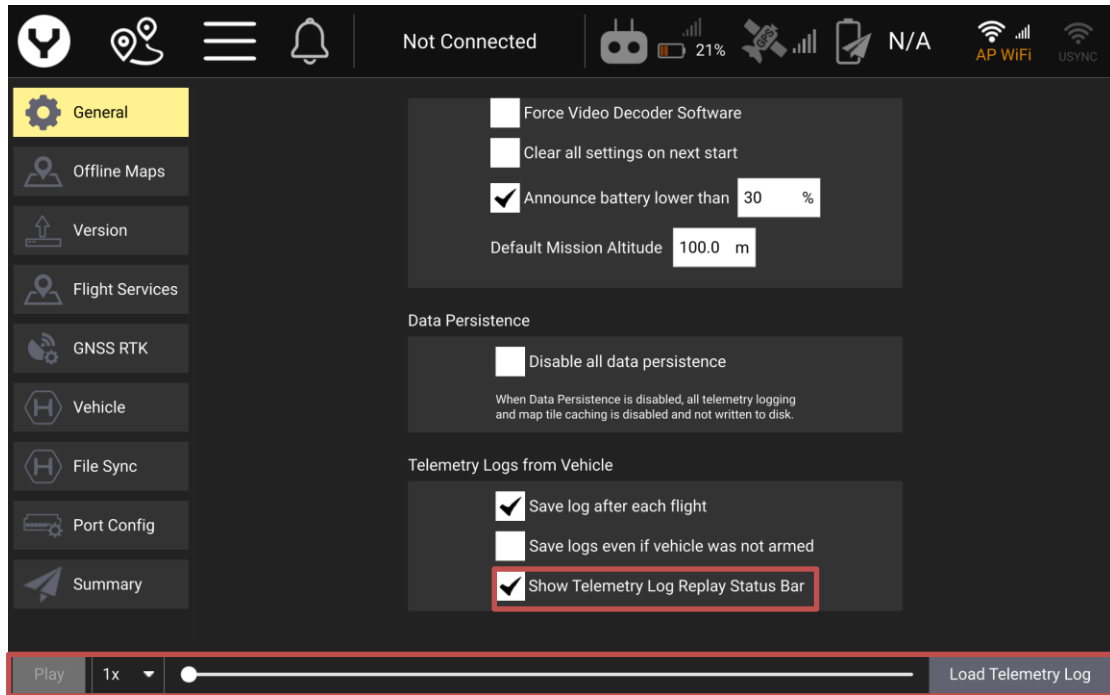 Not Connected
21%
GPS
N/A
AP WiFi
USYNC
General
Offline Maps
Version
Flight Services
GNSS RTK
Vehicle
File Sync
Port Config
Summary
Force Video Decoder Software
Clear all settings on next start
Announce battery lower than 30 %
Default Mission Altitude 100.0 m
Data Persistence
Disable all data persistence
When Data Persistence is disabled, all telemetry logging
and map tile caching is disabled and not written to disk.
Telemetry Logs from Vehicle
Save log after each flight
Save logs even if vehicle was not armed
Show Telemetry Log Replay Status Bar
Play 1x Load Telemetry Log